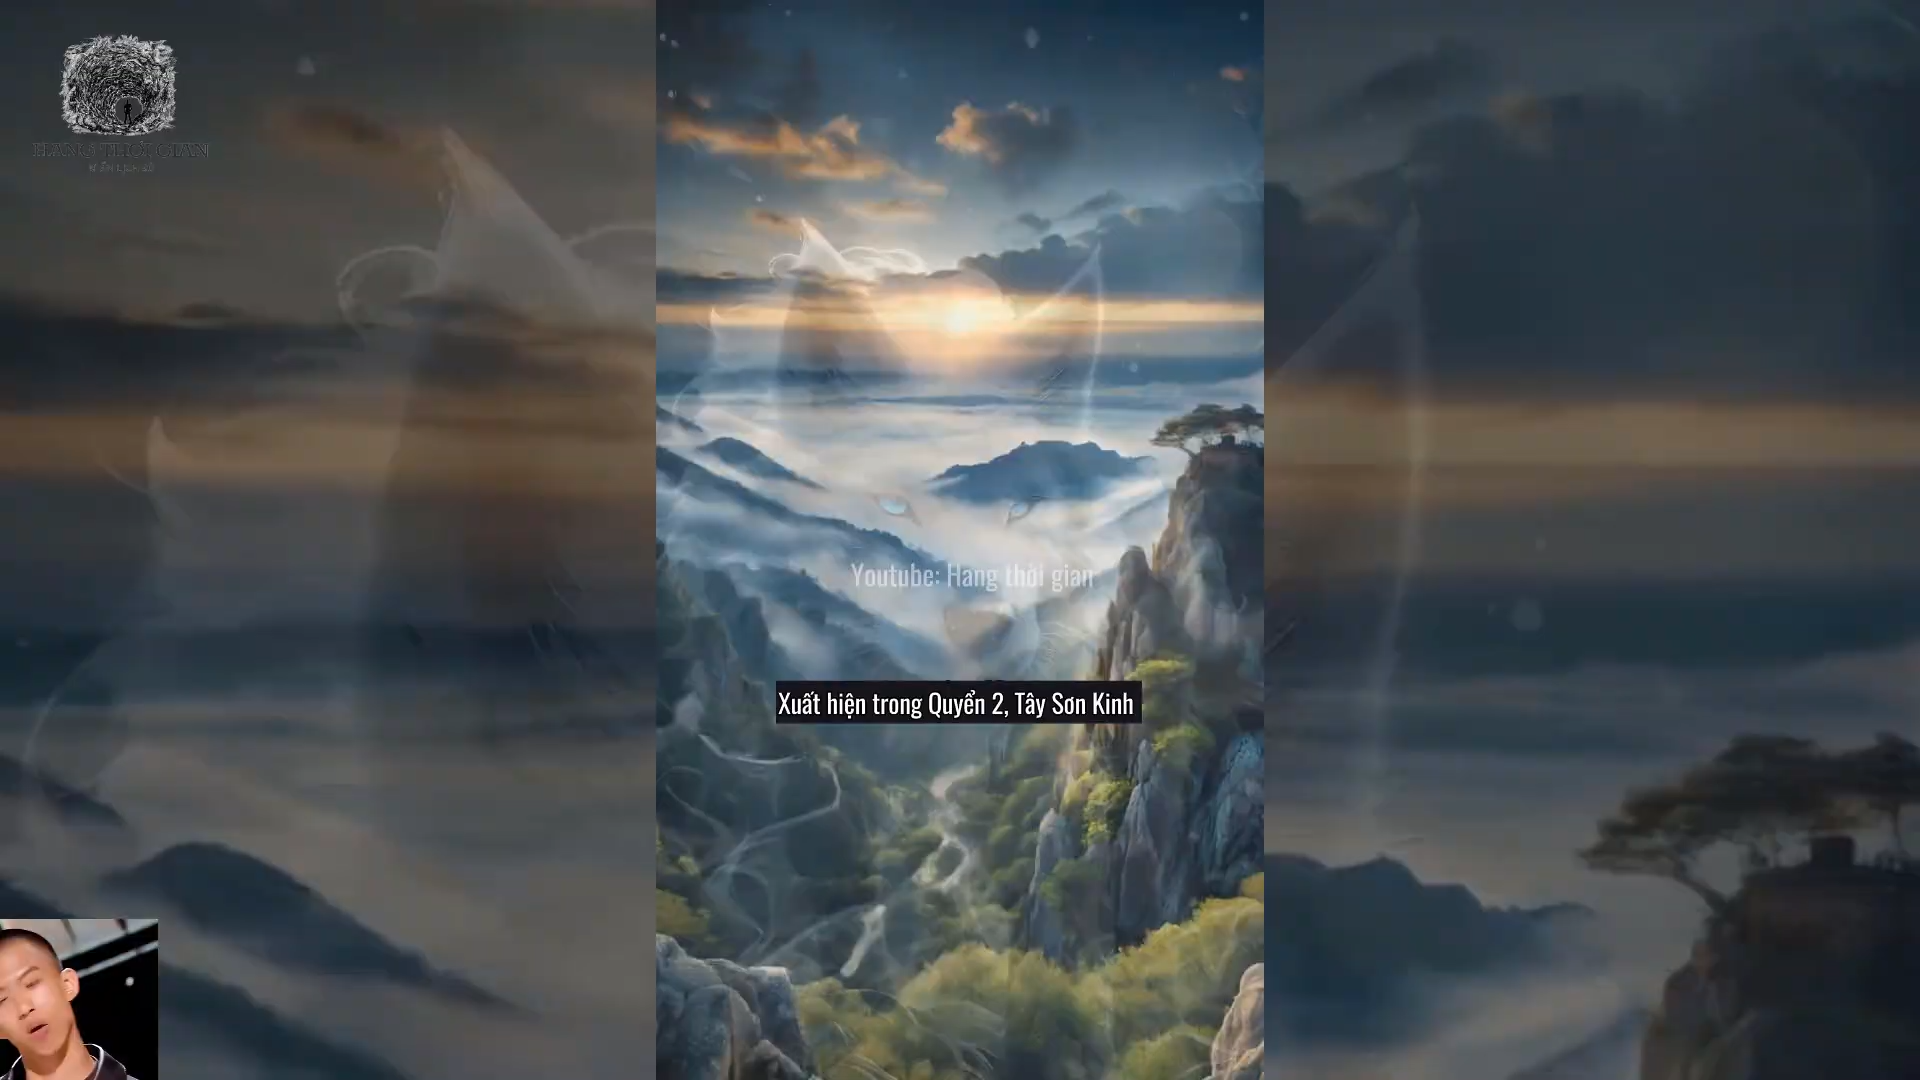 HANG THỜI GIAN
Youtube: Hang thời gian
Xuất hiện trong Quyển 2, Tây Sơn Kinh